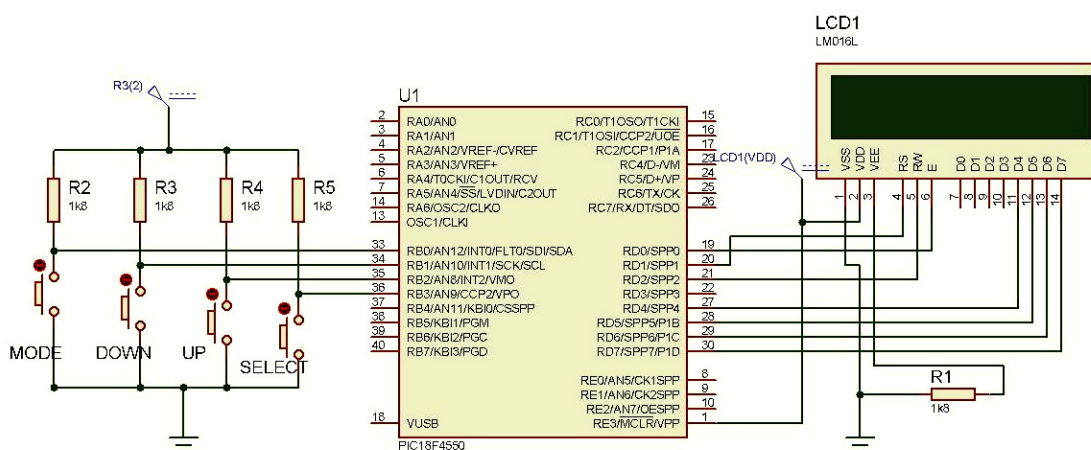 LCD1
LM016L
R3(2)
R2
1k8
R3
1k8
R4
1k8
R5
1k8
MODE
DOWN
UP
SELECT
U1
2 RA0/AN0
3 RA1/AN1
4 RA2/AN2/VREF-/CVREF
5 RA3/AN3/VREF+
6 RA4/T0CKI/C1OUT/RCV
7 RA5/AN4/SS/LVDIN/C2OUT
14 RA6/OSC2/CLKO
13 OSC1/CLKI
33 RB0/AN12/INT0/FLT0/SDI/SDA
34 RB1/AN10/INT1/SCK/SCL
35 RB2/AN8/INT2/VMO
36 RB3/AN9/CCP2/VPO
37 RB4/AN11/KBI0/CSSPP
38 RB5/KBI1/PGM
39 RB6/KBI2/PGC
40 RB7/KBI3/PGD
18 VUSB
RC0/T1OSO/T1CKI 15
RC1/T1OSI/CCP2/UOE 16
RC2/CCP1/P1A 17
RC4/D-/VM 23
RC5/D+/VP 24
RC6/TX/CK 25
RC7/RX/DT/SDO 26
RD0/SPP0 19
RD1/SPP1 20
RD2/SPP2 21
RD3/SPP3 22
RD4/SPP4 27
RD5/SPP5/P1B 28
RD6/SPP6/P1C 29
RD7/SPP7/P1D 30
RE0/AN5/CK1SPP 8
RE1/AN6/CK2SPP 9
RE2/AN7/OESPP 10
RE3/MCLR/VPP 1
PIC18F4550
LCD1(VDD)
VSS VDD VEE RS RW E D0 D1 D2 D3 D4 D5 D6 D7
1 2 3 4 5 6 7 8 9 10 11 12 13 14
R1
1k8